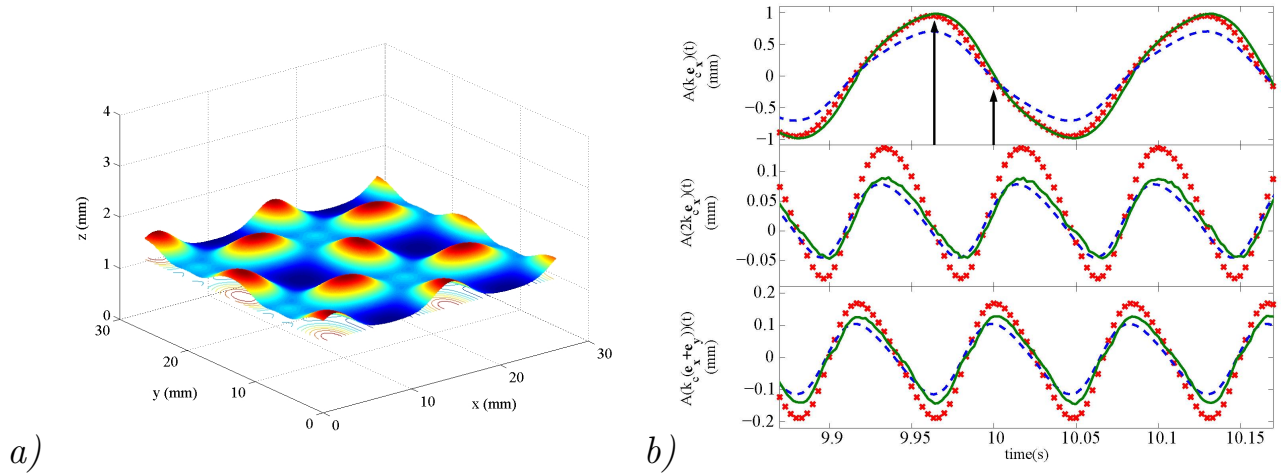 4
3
2
1
0
z (mm)
30
20
10
0
y (mm)
0
10
20
30
x (mm)
a)
1
0.5
0
−0.5
−1
A(k_c e_x)(t)
(mm)
0.1
0.05
0
−0.05
A(2k_c e_x)(t)
(mm)
0.2
0.1
0
−0.1
−0.2
A(k_c(e_x+e_y))(t)
(mm)
9.9
9.95
10
10.05
10.1
10.15
time(s)
b)